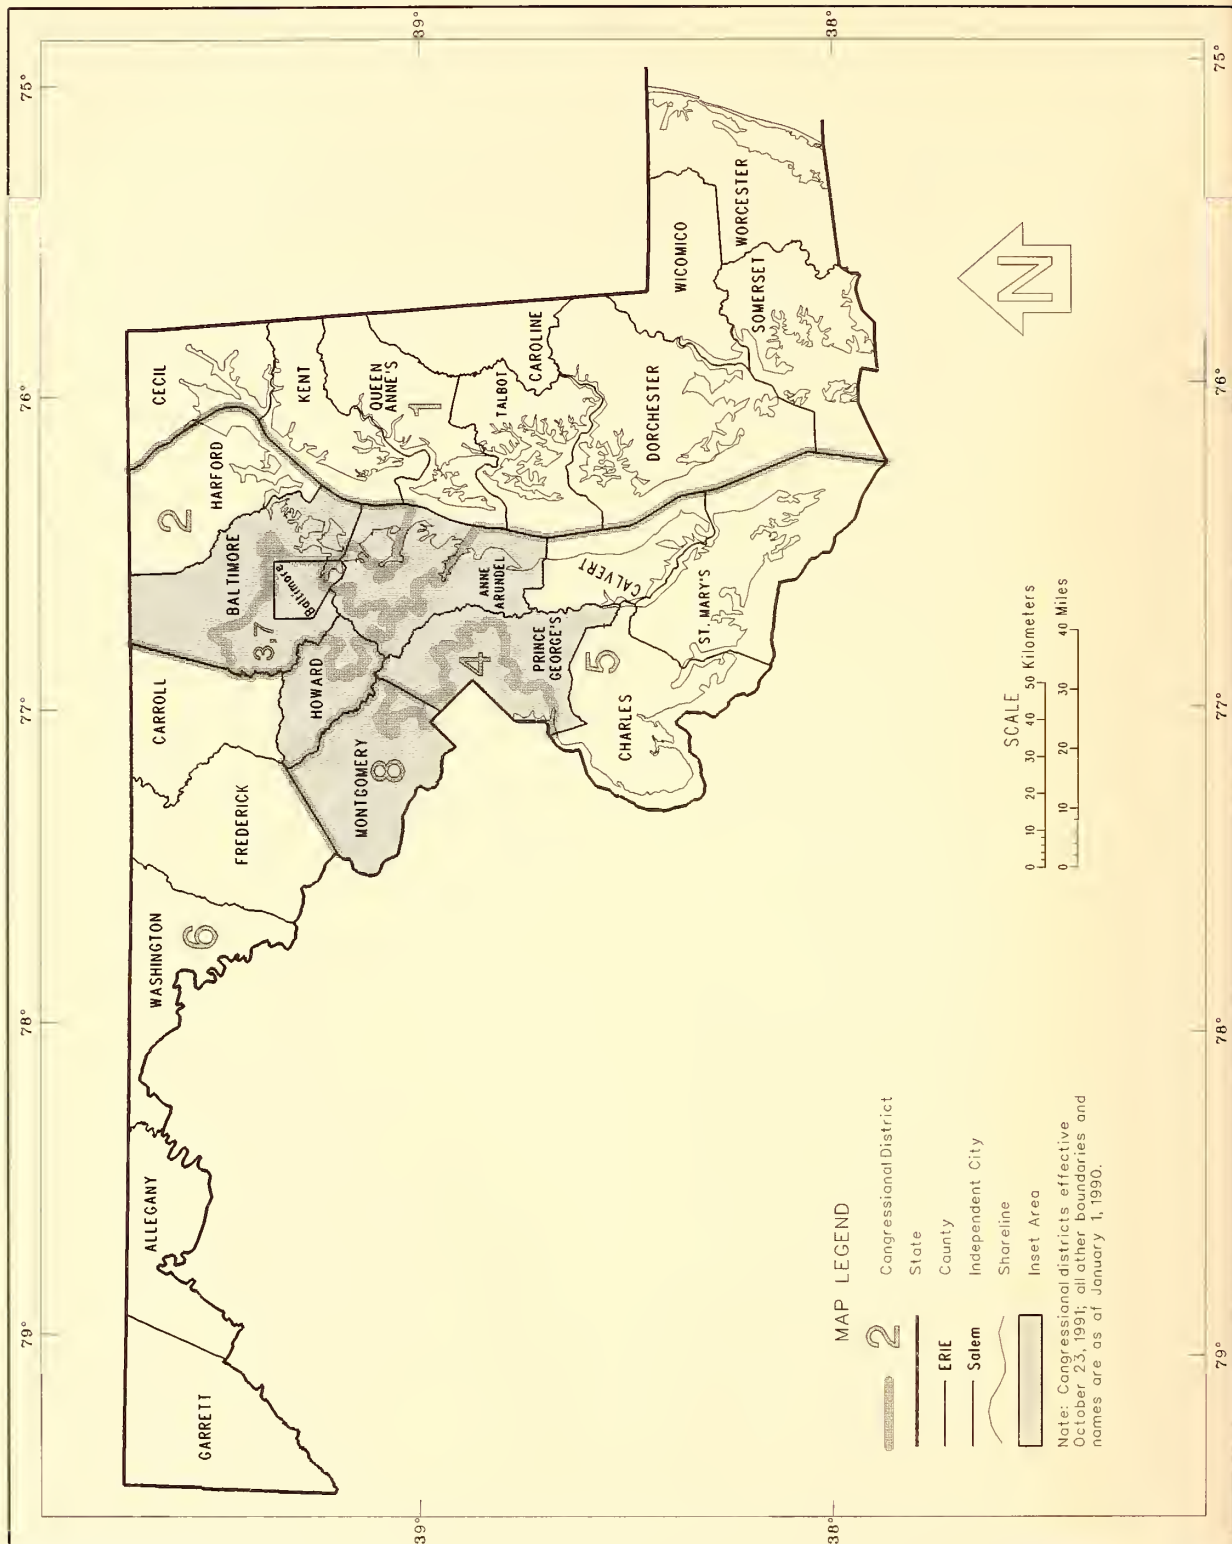 79°
78°
77°
76°
75°
39°
38°
39°
38°
79°
78°
77°
76°
75°
GARRETT
ALLEGANY
WASHINGTON
6
FREDERICK
CARROLL
MONTGOMERY
8
HOWARD
3,7
BALTIMORE
Baltimore
2
HARFORD
CECIL
KENT
QUEEN
ANNE'S
1
TALBOT
CAROLINE
ANNE
ARUNDEL
4
PRINCE
GEORGE'S
5
CHARLES
CALVERT
ST. MARY'S
DORCHESTER
WICOMICO
SOMERSET
WORCESTER
N
SCALE
0 10 20 30 40 50 Kilometers
0 10 20 30 40 Miles
MAP LEGEND
2 Congressional District
State
ERIE County
Salem Independent City
Shoreline
Inset Area
Note: Congressional districts effective
October 23, 1991; all other boundaries and
names are as of January 1, 1990.